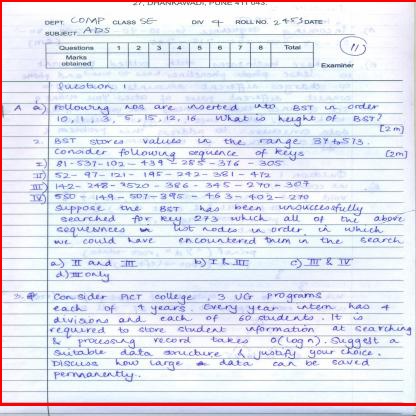 27, DHANKAWADI, PUNE 411 043.
DEPT. COMP CLASS SE DIV 4 ROLL NO. 2453 DATE
SUBJECT ADS
Questions 1 2 3 4 5 6 7 8 Total
Marks obtained
11
Examiner
Question 1
A a) Following nos are inserted into BST in order
10, 1, 3, 5, 15, 12, 16 What is height of BST?
[2m]
2. BST stores values in the range 37 to 573.
Consider following sequence of keys (2m)
I) 81-537-102-439-285-376-305
II) 52-97-121-195-242-381-472
III) 142-248-3520-386-345-270-307
IV) 550-149-507-395-463-402-270
Suppose the BST has been unsuccessfully
searched for key 273 which all of the above
sequences list nodes in order, in which
we could have encountered them in the search
a) II and III b) I & III c) III & IV
d) III only
3. Consider PICT college, 3 UG programs
each of 4 years. Every year intern has 4
divisions and each of 60 students. It is
required to store student information at searching
& processing record takes O(log n). Suggest a
suitable data structure & justify your choice.
Discuss how large data can be saved
permanently.